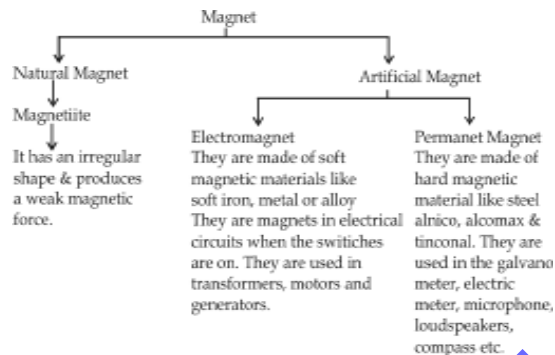 Magnet
Natural Magnet
Artificial Magnet
Magnetiite
It has an irregular
shape & produces
a weak magnetic
force.
Electromagnet
They are made of soft
magnetic materials like
soft iron, metal or alloy
They are magnets in electrical
circuits when the switiches
are on. They are used in
transformers, motors and
generators.
Permanet Magnet
They are made of
hard magnetic
material like steel
alnico, alcomax &
tinconal. They are
used in the galvano
meter, electric
meter, microphone,
loudspeakers,
compass etc.